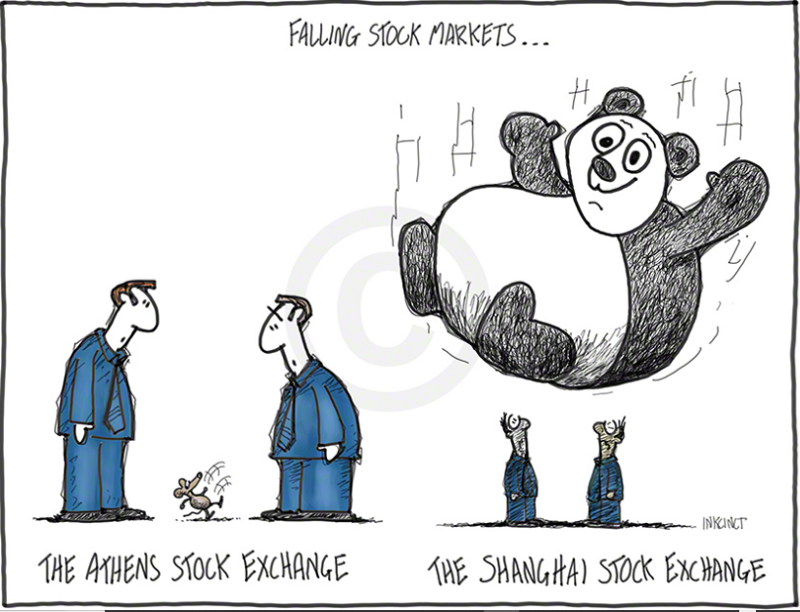 FALLING STOCK MARKETS...
©
INKCINCT
THE ATHENS STOCK EXCHANGE
THE SHANGHAI STOCK EXCHANGE